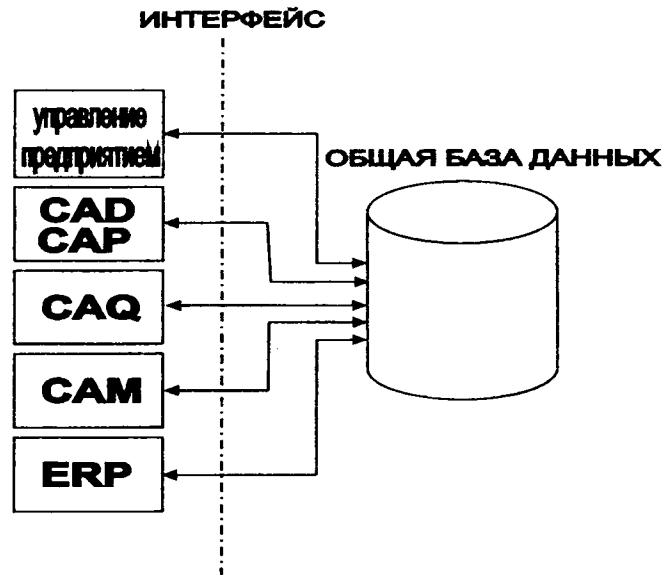 ИНТЕРФЕЙС
управление
предприятием
ОБЩАЯ БАЗА ДАННЫХ
CAD
CAP
CAQ
CAM
ERP